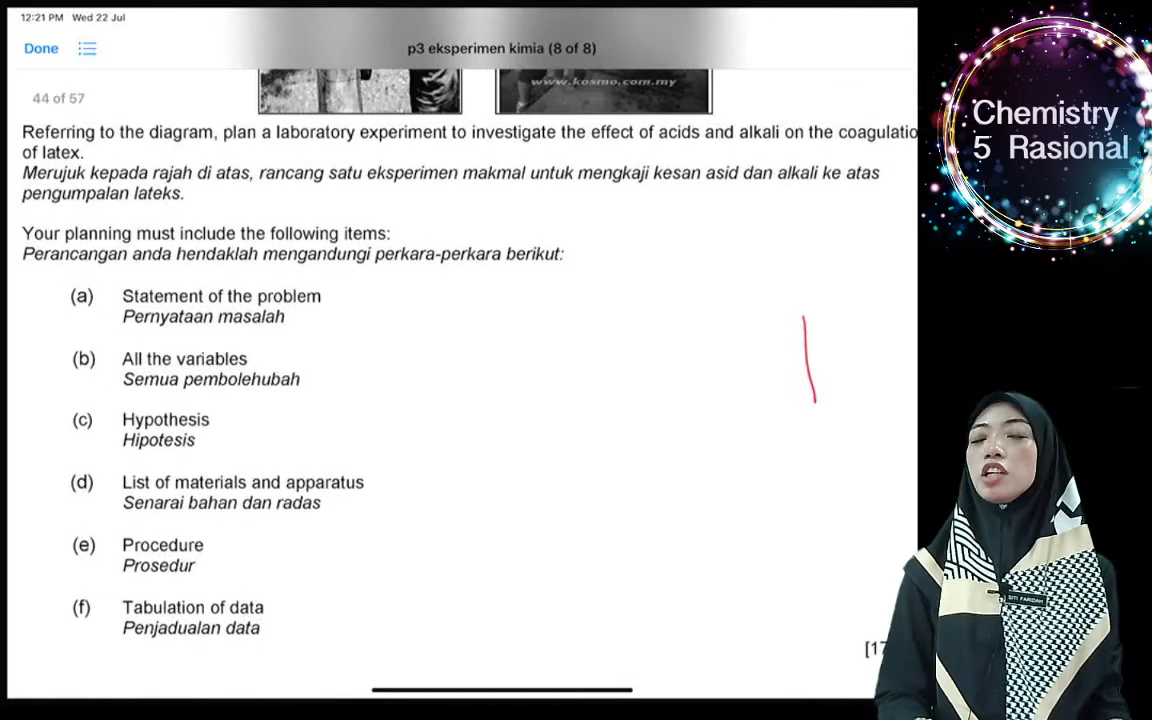 12:21 PM Wed 22 Jul
Done
p3 eksperimen kimia (8 of 8)
www.kosmo.com.my
44 of 57
Referring to the diagram, plan a laboratory experiment to investigate the effect of acids and alkali on the coagulatio
of latex.
Merujuk kepada rajah di atas, rancang satu eksperimen makmal untuk mengkaji kesan asid dan alkali ke atas
pengumpalan lateks.
Your planning must include the following items:
Perancangan anda hendaklah mengandungi perkara-perkara berikut:
(a) Statement of the problem
Pernyataan masalah
(b) All the variables
Semua pembolehubah
(c) Hypothesis
Hipotesis
(d) List of materials and apparatus
Senarai bahan dan radas
(e) Procedure
Prosedur
(f) Tabulation of data
Penjadualan data
[17
Chemistry
5 Rasional
SITI FARIDAH